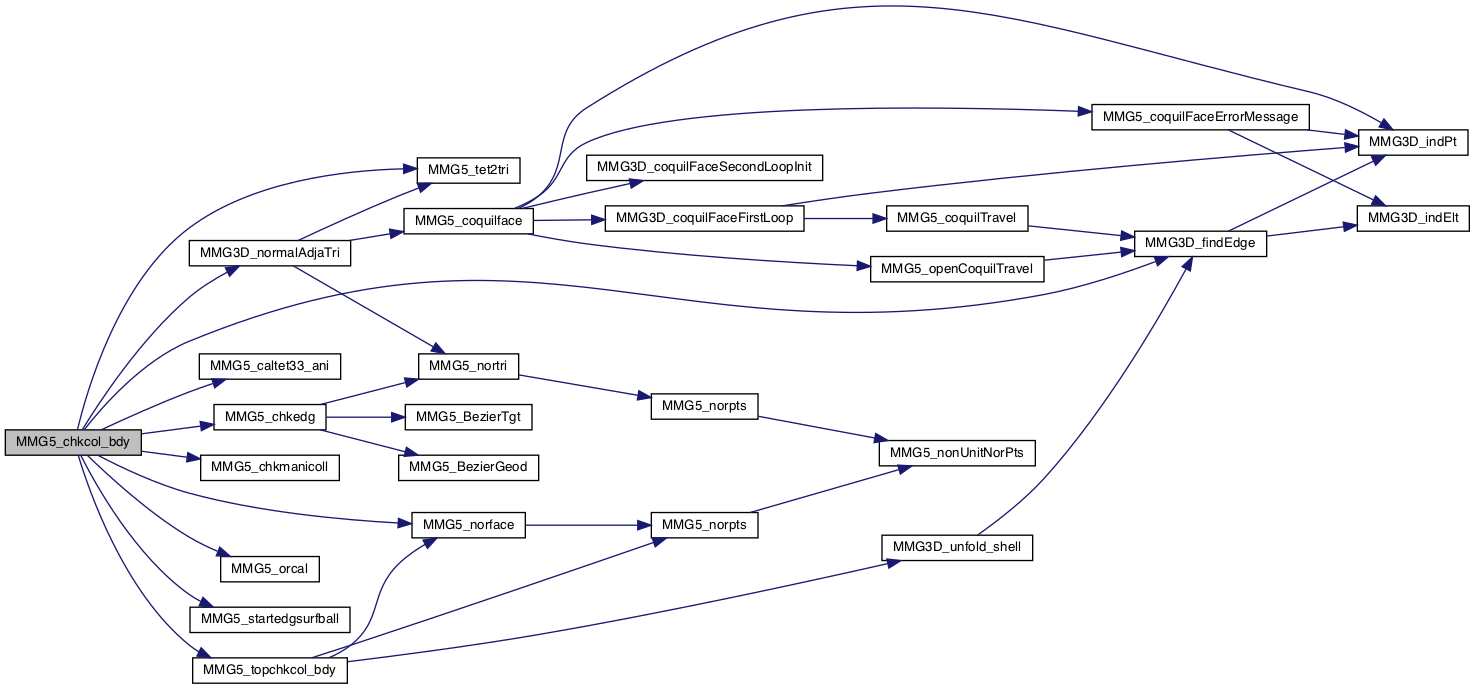 MMG5_coquilFaceErrorMessage
MMG3D_indPt
MMG5_tet2tri
MMG3D_coquilFaceSecondLoopInit
MMG5_coquilface
MMG3D_coquilFaceFirstLoop
MMG5_coquilTravel
MMG3D_indElt
MMG3D_normalAdjaTri
MMG3D_findEdge
MMG5_openCoquilTravel
MMG5_caltet33_ani
MMG5_nortri
MMG5_norpts
MMG5_chkedg
MMG5_BezierTgt
MMG5_chkcol_bdy
MMG5_nonUnitNorPts
MMG5_chkmanicoll
MMG5_BezierGeod
MMG5_norface
MMG5_norpts
MMG3D_unfold_shell
MMG5_orcal
MMG5_startedgsurfball
MMG5_topchkcol_bdy